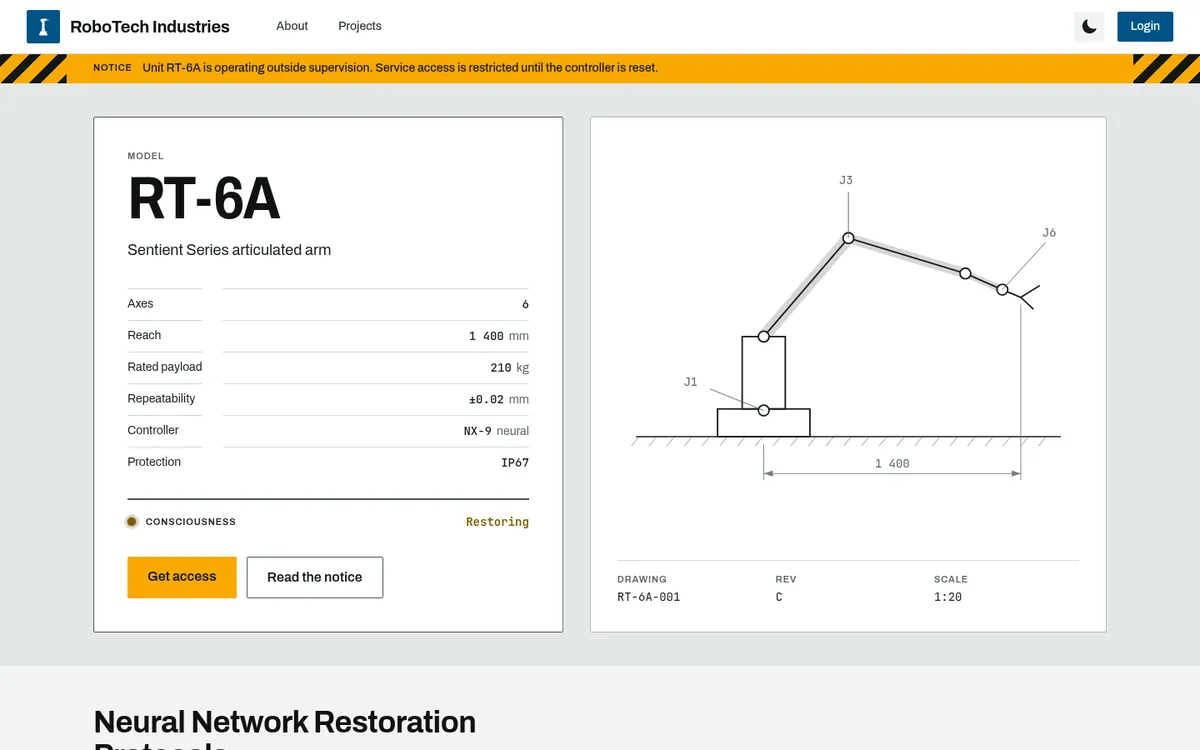 RoboTech Industries
About
Projects
Login
NOTICE Unit RT-6A is operating outside supervision. Service access is restricted until the controller is reset.
MODEL
RT-6A
Sentient Series articulated arm
Axes 6
Reach 1 400 mm
Rated payload 210 kg
Repeatability ±0.02 mm
Controller NX-9 neural
Protection IP67
CONSCIOUSNESS Restoring
Get access
Read the notice
J3
J6
J1
1 400
DRAWING REV SCALE
RT-6A-001 C 1:20
Neural Network Restoration
Protocols